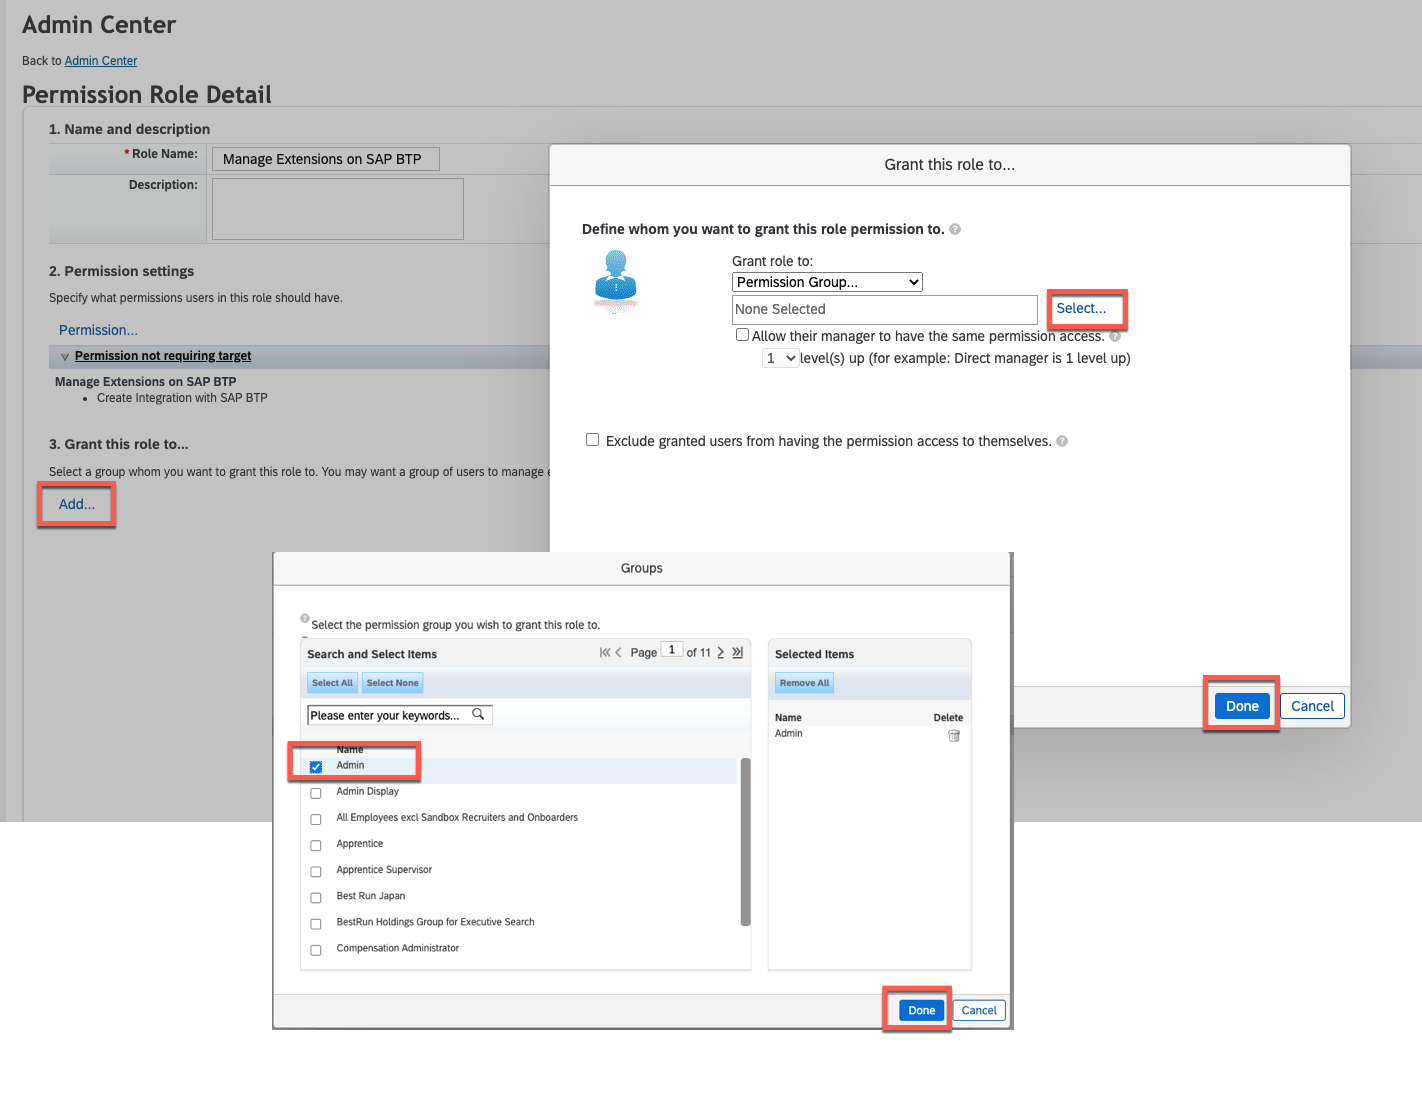 Admin Center
Back to Admin Center
Permission Role Detail
1. Name and description
* Role Name: Manage Extensions on SAP BTP
Description:
2. Permission settings
Specify what permissions users in this role should have.
Permission...
Permission not requiring target
Manage Extensions on SAP BTP
• Create Integration with SAP BTP
3. Grant this role to...
Select a group whom you want to grant this role to. You may want a group of users to manage
Add...
Grant this role to...
Define whom you want to grant this role permission to. ?
Grant role to:
Permission Group...
None Selected
Select...
Allow their manager to have the same permission access. ?
1 level(s) up (for example: Direct manager is 1 level up)
Exclude granted users from having the permission access to themselves. ?
Done Cancel
Groups
? Select the permission group you wish to grant this role to.
Search and Select Items Page 1 of 11
Select All Select None
Please enter your keywords...
Name
Admin
Admin Display
All Employees excl Sandbox Recruiters and Onboarders
Apprentice
Apprentice Supervisor
Best Run Japan
BestRun Holdings Group for Executive Search
Compensation Administrator
Selected Items
Remove All
Name Delete
Admin
Done Cancel